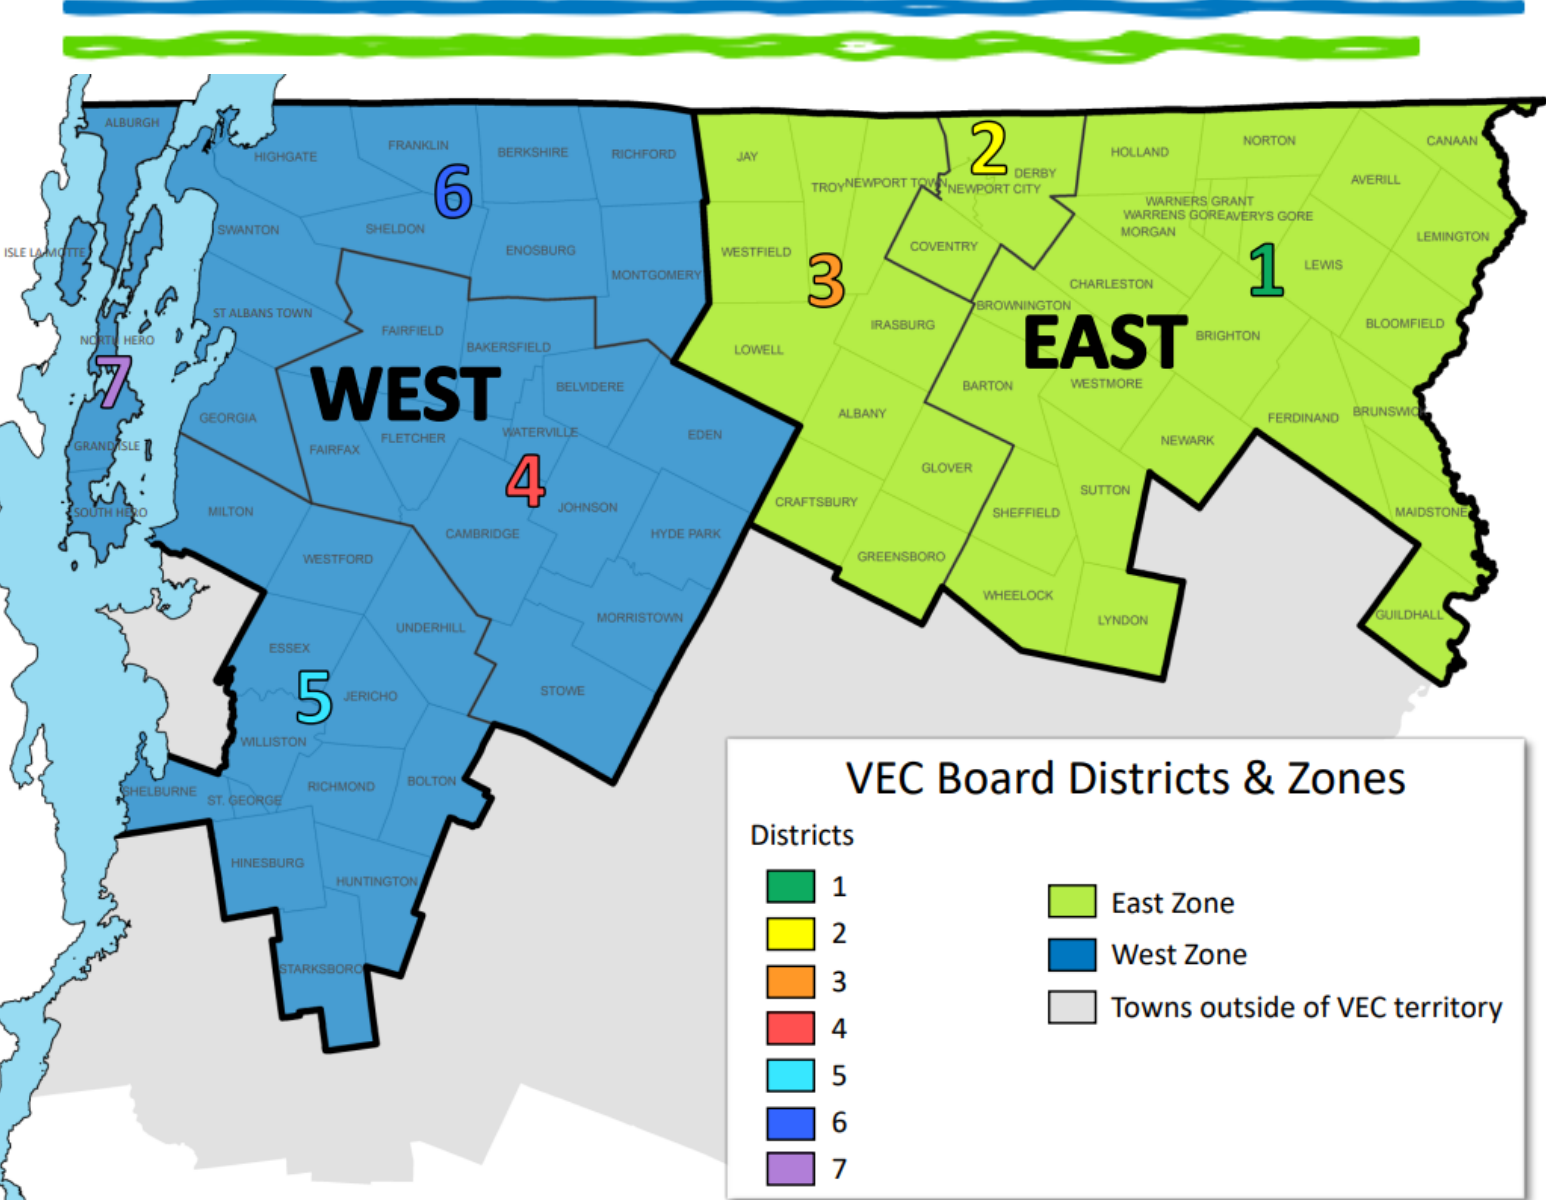 ALBURGH
HIGHGATE
FRANKLIN
BERKSHIRE
RICHFORD
6
SWANTON
SHELDON
ENOSBURG
MONTGOMERY
ISLE LA MOTTE
ST ALBANS TOWN
NORTH HERO
7
FAIRFIELD
BAKERSFIELD
BELVIDERE
WEST
GEORGIA
GRAND ISLE
FAIRFAX
FLETCHER
WATERVILLE
EDEN
4
SOUTH HERO
MILTON
JOHNSON
CAMBRIDGE
HYDE PARK
WESTFORD
MORRISTOWN
UNDERHILL
ESSEX
5
JERICHO
STOWE
WILLISTON
SHELBURNE
ST. GEORGE
RICHMOND
BOLTON
HINESBURG
HUNTINGTON
STARKSBORO
JAY
TROY
NEWPORT TOWN
2
DERBY
NEWPORT CITY
HOLLAND
NORTON
CANAAN
AVERILL
WARNERS GRANT
WARRENS GORE
AVERYS GORE
MORGAN
WESTFIELD
3
COVENTRY
1
LEWIS
LEMINGTON
CHARLESTON
BROWNINGTON
IRASBURG
EAST
BRIGHTON
BLOOMFIELD
LOWELL
BARTON
WESTMORE
ALBANY
FERDINAND
BRUNSWICK
NEWARK
GLOVER
SUTTON
CRAFTSBURY
SHEFFIELD
MAIDSTONE
GREENSBORO
WHEELOCK
LYNDON
GUILDHALL
VEC Board Districts & Zones
Districts
1
2
3
4
5
6
7
East Zone
West Zone
Towns outside of VEC territory